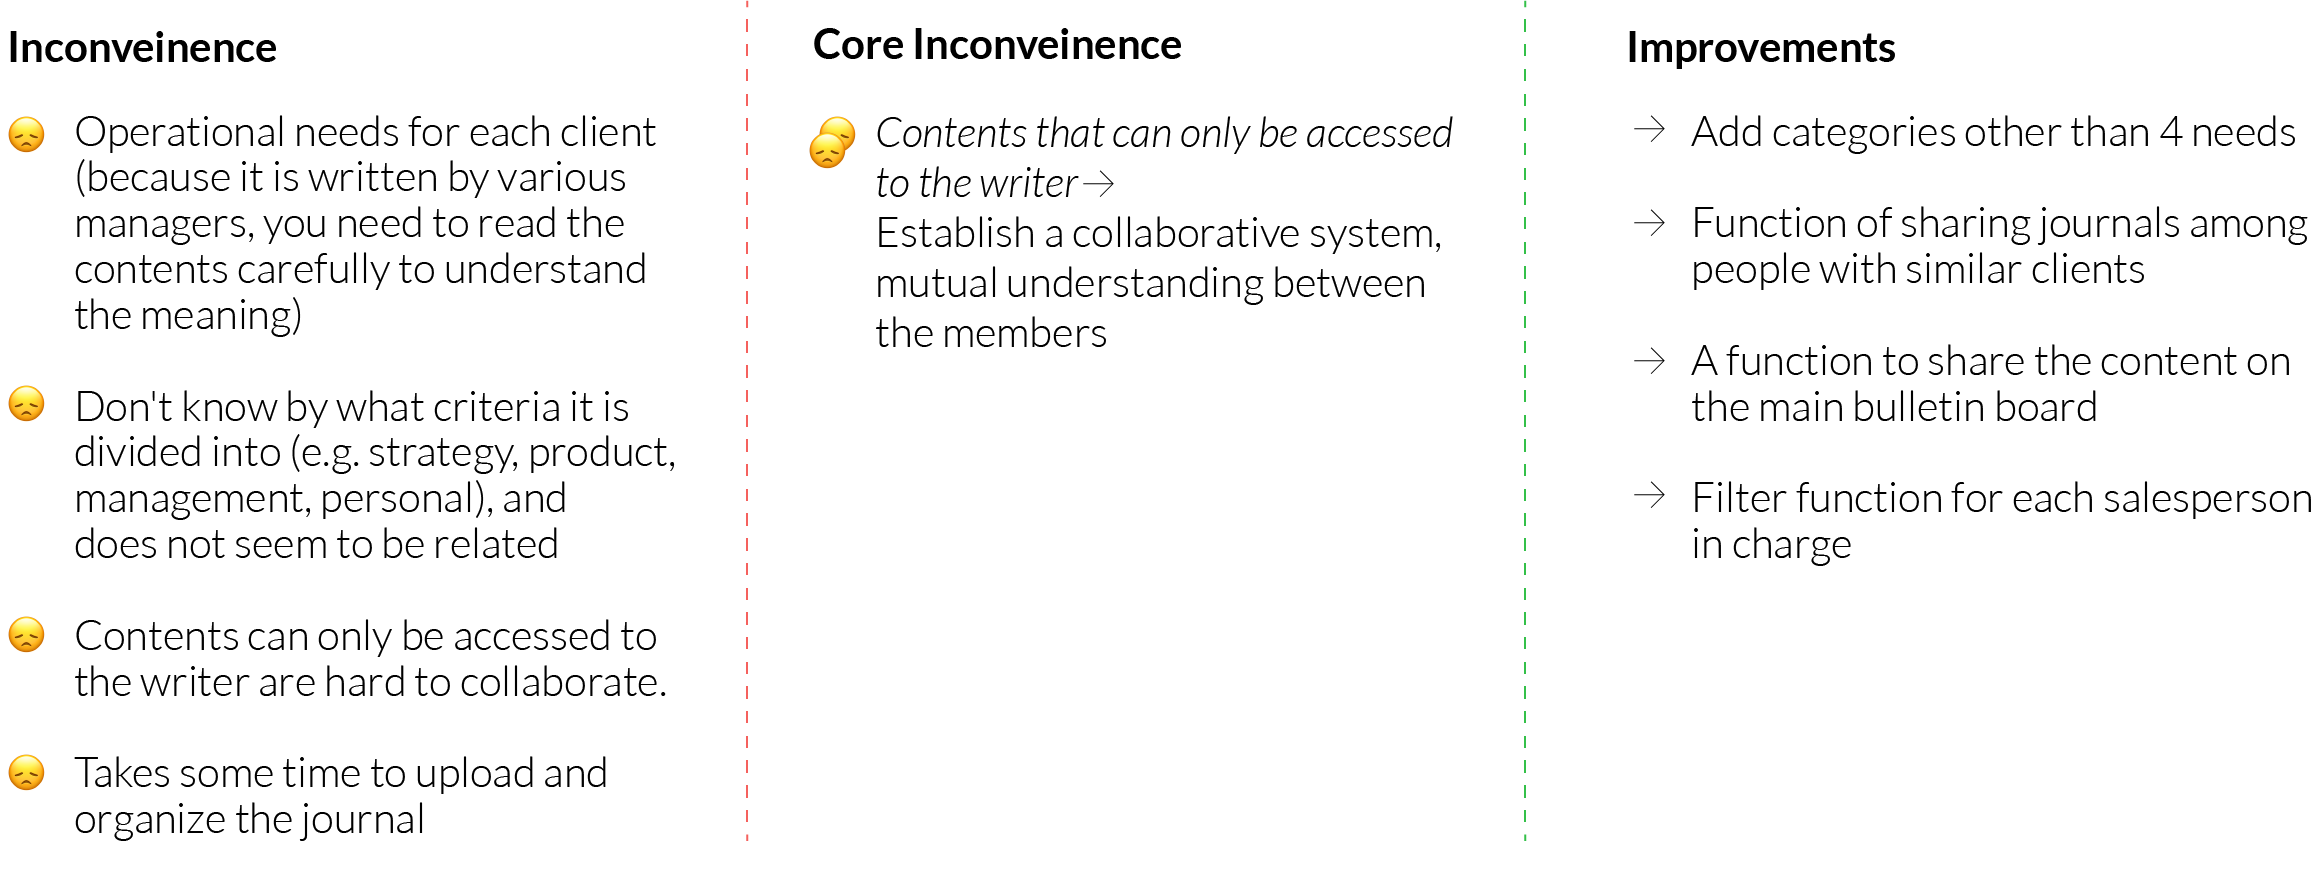 Inconveinence
Operational needs for each client
(because it is written by various
managers, you need to read the
contents carefully to understand
the meaning)
Don't know by what criteria it is
divided into (e.g. strategy, product,
management, personal), and
does not seem to be related
Contents can only be accessed to
the writer are hard to collaborate.
Takes some time to upload and
organize the journal
Core Inconveinence
Contents that can only be accessed
to the writer→
Establish a collaborative system,
mutual understanding between
the members
Improvements
→ Add categories other than 4 needs
→ Function of sharing journals among
people with similar clients
→ A function to share the content on
the main bulletin board
→ Filter function for each salesperson
in charge